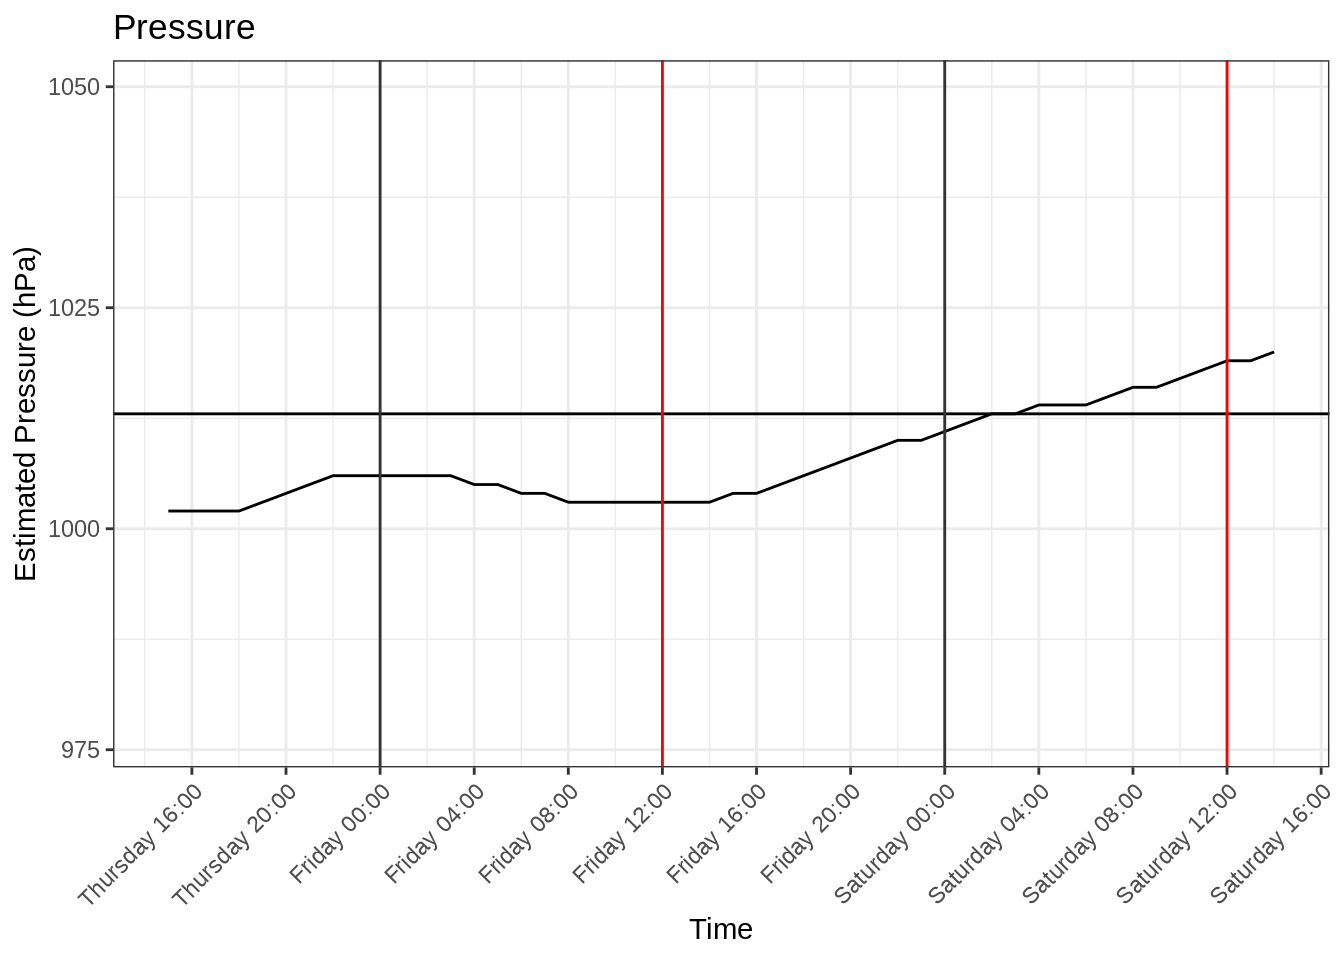 Pressure
Estimated Pressure (hPa)
1050
1025
1000
975
Thursday 16:00
Thursday 20:00
Friday 00:00
Friday 04:00
Friday 08:00
Friday 12:00
Friday 16:00
Friday 20:00
Saturday 00:00
Saturday 04:00
Saturday 08:00
Saturday 12:00
Saturday 16:00
Time